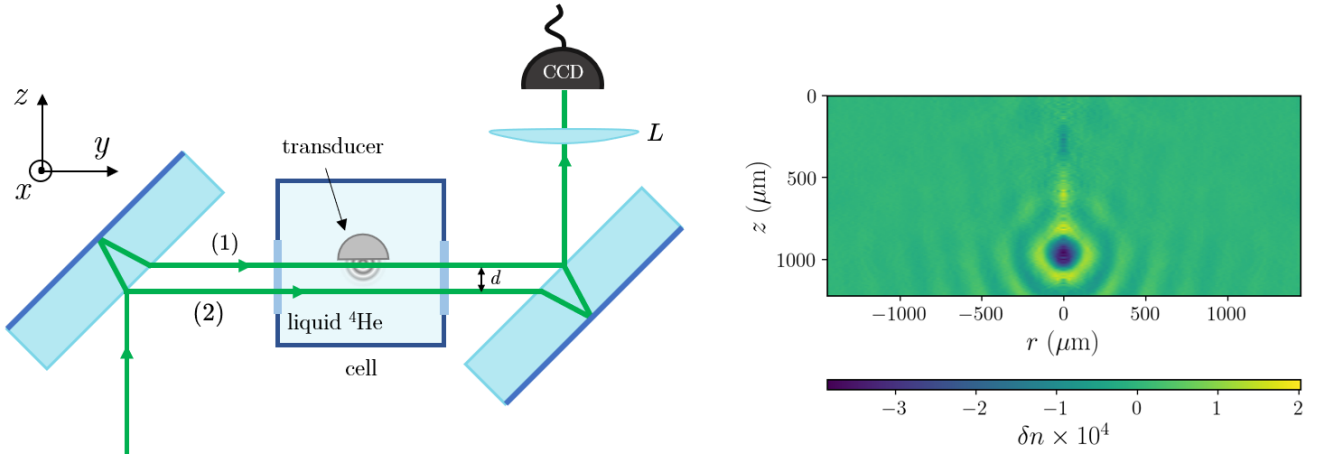 z
y
x
transducer
(1)
(2)
d
liquid ⁴He
cell
CCD
L
0
500
1000
z (μm)
−1000 −500 0 500 1000
r (μm)
−3 −2 −1 0 1 2
δn × 10⁴